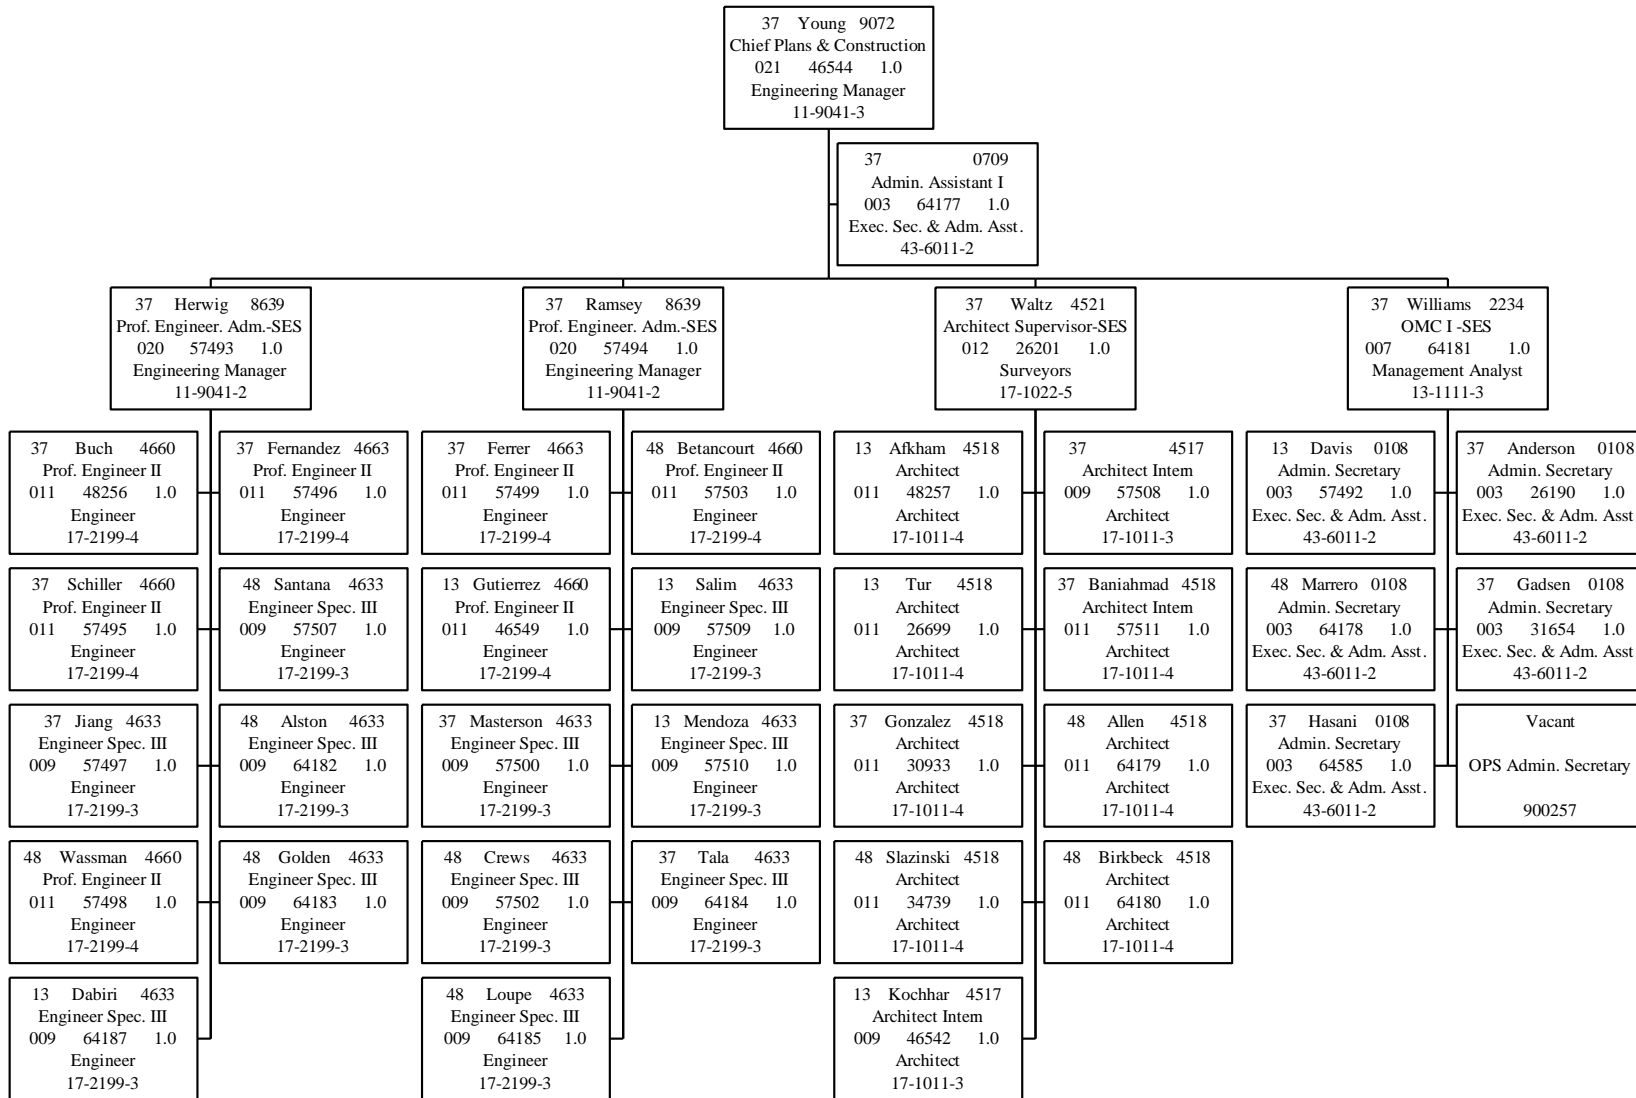 37 Young 9072
Chief Plans & Construction
021 46544 1.0
Engineering Manager
11-9041-3
37 0709
Admin. Assistant I
003 64177 1.0
Exec. Sec. & Adm. Asst.
43-6011-2
37 Herwig 8639
Prof. Engineer. Adm.-SES
020 57493 1.0
Engineering Manager
11-9041-2
37 Ramsey 8639
Prof. Engineer. Adm.-SES
020 57494 1.0
Engineering Manager
11-9041-2
37 Waltz 4521
Architect Supervisor-SES
012 26201 1.0
Surveyors
17-1022-5
37 Williams 2234
OMC I -SES
007 64181 1.0
Management Analyst
13-1111-3
37 Buch 4660
Prof. Engineer II
011 48256 1.0
Engineer
17-2199-4
37 Fernandez 4663
Prof. Engineer II
011 57496 1.0
Engineer
17-2199-4
37 Ferrer 4663
Prof. Engineer II
011 57499 1.0
Engineer
17-2199-4
48 Betancourt 4660
Prof. Engineer II
011 57503 1.0
Engineer
17-2199-4
13 Afkham 4518
Architect
011 48257 1.0
Architect
17-1011-4
37 4517
Architect Intern
009 57508 1.0
Architect
17-1011-3
13 Davis 0108
Admin. Secretary
003 57492 1.0
Exec. Sec. & Adm. Asst.
43-6011-2
37 Anderson 0108
Admin. Secretary
003 26190 1.0
Exec. Sec. & Adm. Asst
43-6011-2
37 Schiller 4660
Prof. Engineer II
011 57495 1.0
Engineer
17-2199-4
48 Santana 4633
Engineer Spec. III
009 57507 1.0
Engineer
17-2199-3
13 Gutierrez 4660
Prof. Engineer II
011 46549 1.0
Engineer
17-2199-4
13 Salim 4633
Engineer Spec. III
009 57509 1.0
Engineer
17-2199-3
13 Tur 4518
Architect
011 26699 1.0
Architect
17-1011-4
37 Baniahmad 4518
Architect Intern
011 57511 1.0
Architect
17-1011-4
48 Marrero 0108
Admin. Secretary
003 64178 1.0
Exec. Sec. & Adm. Asst.
43-6011-2
37 Gadsen 0108
Admin. Secretary
003 31654 1.0
Exec. Sec. & Adm. Asst
43-6011-2
37 Jiang 4633
Engineer Spec. III
009 57497 1.0
Engineer
17-2199-3
48 Alston 4633
Engineer Spec. III
009 64182 1.0
Engineer
17-2199-3
37 Masterson 4633
Engineer Spec. III
009 57500 1.0
Engineer
17-2199-3
13 Mendoza 4633
Engineer Spec. III
009 57510 1.0
Engineer
17-2199-3
37 Gonzalez 4518
Architect
011 30933 1.0
Architect
17-1011-4
48 Allen 4518
Architect
011 64179 1.0
Architect
17-1011-4
37 Hasani 0108
Admin. Secretary
003 64585 1.0
Exec. Sec. & Adm. Asst.
43-6011-2
Vacant
OPS Admin. Secretary
900257
48 Wassman 4660
Prof. Engineer II
011 57498 1.0
Engineer
17-2199-4
48 Golden 4633
Engineer Spec. III
009 64183 1.0
Engineer
17-2199-3
48 Crews 4633
Engineer Spec. III
009 57502 1.0
Engineer
17-2199-3
37 Tala 4633
Engineer Spec. III
009 64184 1.0
Engineer
17-2199-3
48 Slazinski 4518
Architect
011 34739 1.0
Architect
17-1011-4
48 Birkbeck 4518
Architect
011 64180 1.0
Architect
17-1011-4
13 Dabiri 4633
Engineer Spec. III
009 64187 1.0
Engineer
17-2199-3
48 Loupe 4633
Engineer Spec. III
009 64185 1.0
Engineer
17-2199-3
13 Kochhar 4517
Architect Intern
009 46542 1.0
Architect
17-1011-3